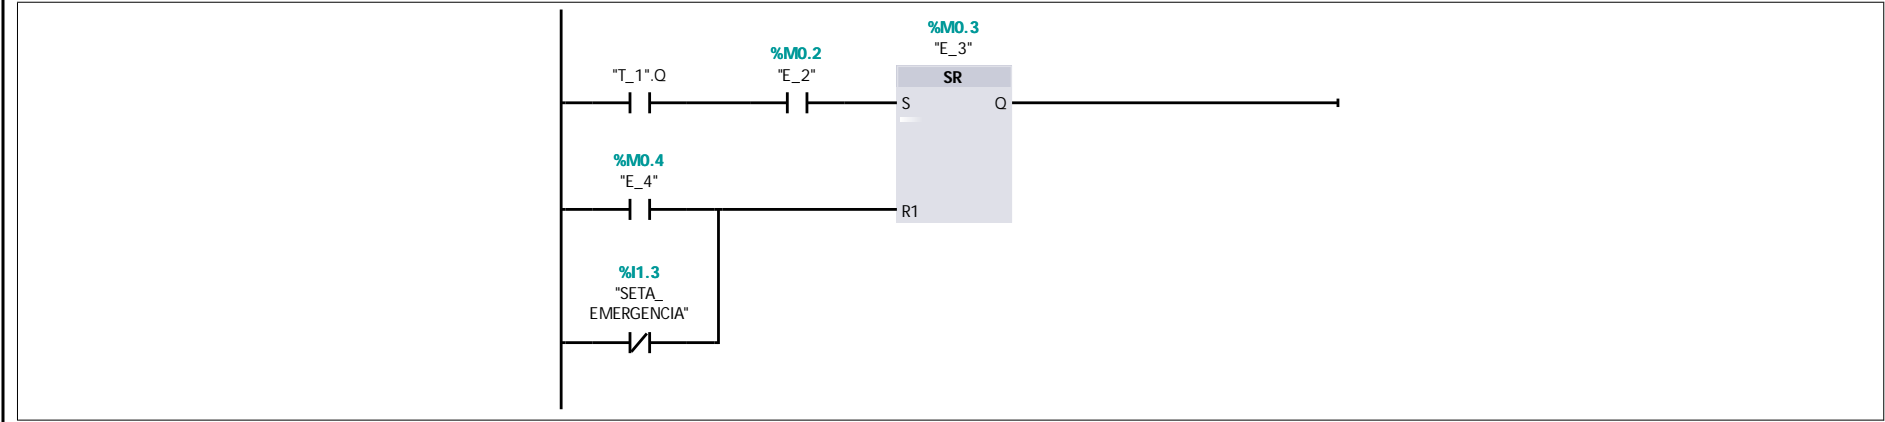 %M0.3
"E_3"
%M0.2
"T_1".Q
"E_2"
SR
S
Q
%M0.4
"E_4"
R1
%I1.3
"SETA_
EMERGENCIA"